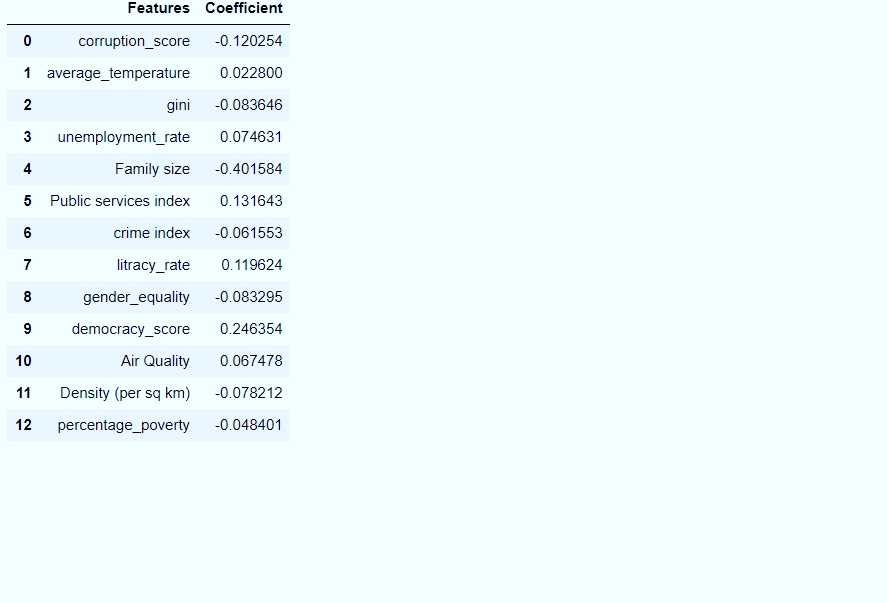 Features Coefficient
0 corruption_score -0.120254
1 average_temperature 0.022800
2 gini -0.083646
3 unemployment_rate 0.074631
4 Family size -0.401584
5 Public services index 0.131643
6 crime index -0.061553
7 litracy_rate 0.119624
8 gender_equality -0.083295
9 democracy_score 0.246354
10 Air Quality 0.067478
11 Density (per sq km) -0.078212
12 percentage_poverty -0.048401